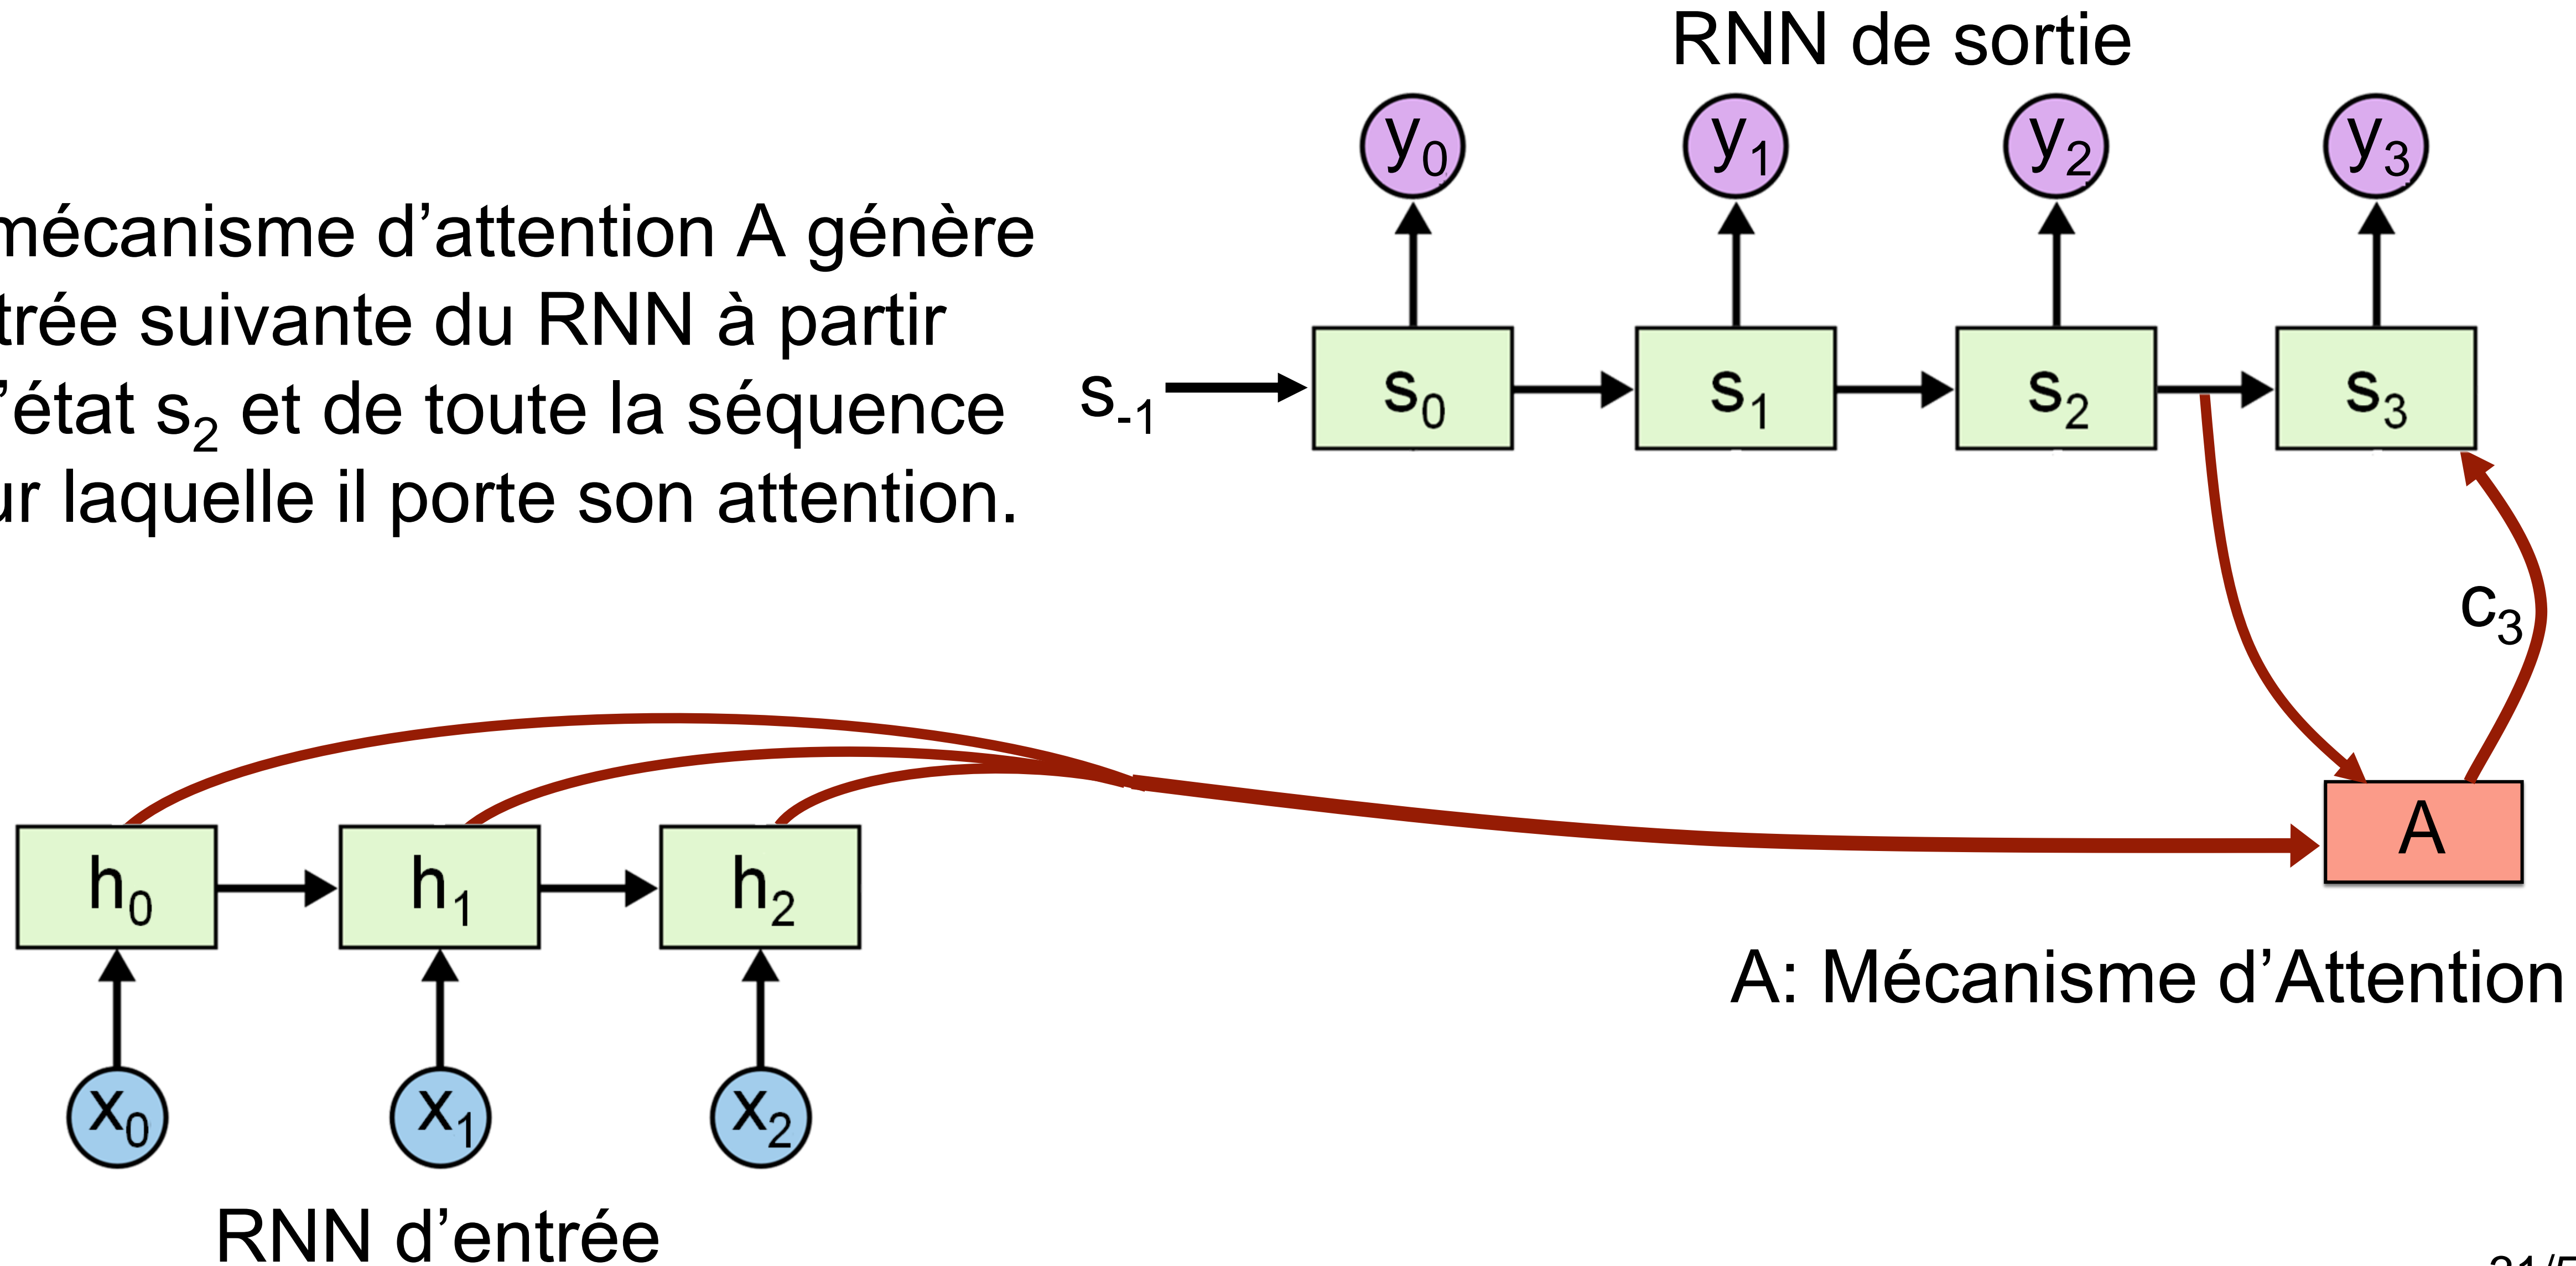 RNN de sortie
y0 y1 y2 y3
mécanisme d’attention A génère
trée suivante du RNN à partir
’état s2 et de toute la séquence
ur laquelle il porte son attention.
s-1 s0 s1 s2 s3
c3
A
h0 h1 h2
A: Mécanisme d’Attention
x0 x1 x2
RNN d’entrée